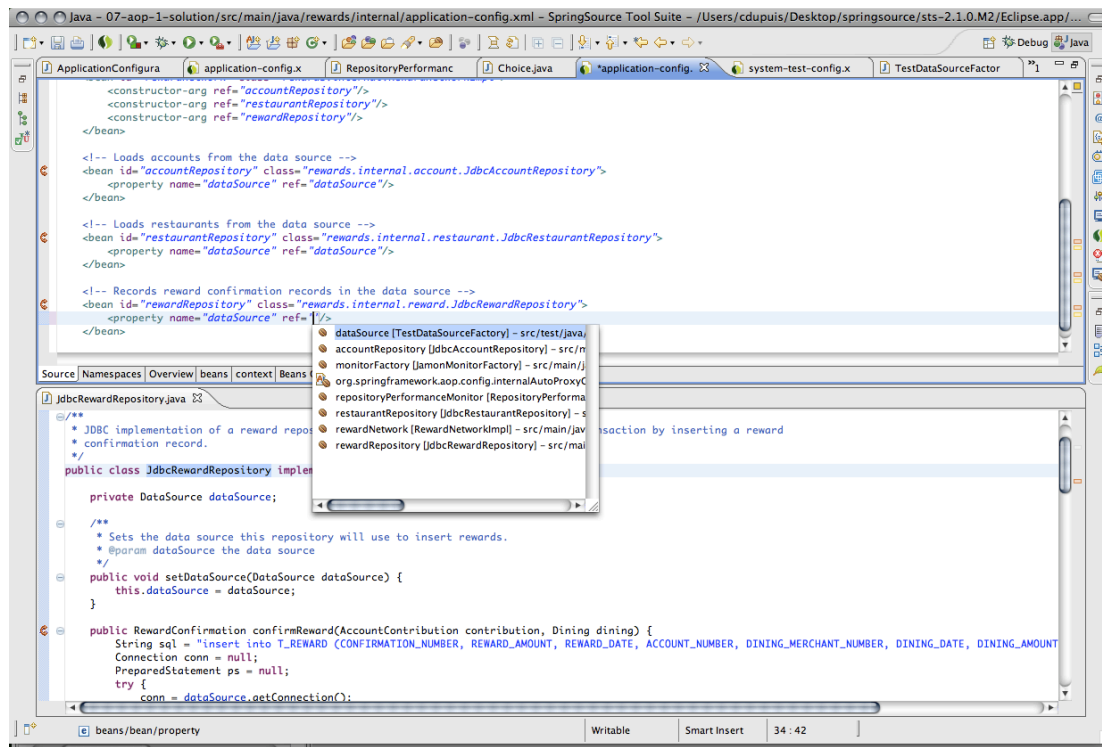 Java - 07-aop-1-solution/src/main/java/rewards/internal/application-config.xml - SpringSource Tool Suite - /Users/cdupuis/Desktop/springsource/sts-2.1.0.M2/Eclipse.app/...
Debug Java
ApplicationConfigura application-config.x RepositoryPerformanc Choice.java *application-config. system-test-config.x TestDataSourceFactor »1
<constructor-arg ref="accountRepository"/>
<constructor-arg ref="restaurantRepository"/>
<constructor-arg ref="rewardRepository"/>
</bean>
<!-- Loads accounts from the data source -->
<bean id="accountRepository" class="rewards.internal.account.JdbcAccountRepository">
<property name="dataSource" ref="dataSource"/>
</bean>
<!-- Loads restaurants from the data source -->
<bean id="restaurantRepository" class="rewards.internal.restaurant.JdbcRestaurantRepository">
<property name="dataSource" ref="dataSource"/>
</bean>
<!-- Records reward confirmation records in the data source -->
<bean id="rewardRepository" class="rewards.internal.reward.JdbcRewardRepository">
<property name="dataSource" ref=""/>
</bean>
dataSource [TestDataSourceFactory] - src/test/java/
accountRepository [JdbcAccountRepository] - src/m
monitorFactory [JamonMonitorFactory] - src/main/j
org.springframework.aop.config.internalAutoProxyC
repositoryPerformanceMonitor [RepositoryPerforma
restaurantRepository [JdbcRestaurantRepository] - s
rewardNetwork [RewardNetworkImpl] - src/main/jav
rewardRepository [JdbcRewardRepository] - src/mai
Source Namespaces Overview beans context Beans
JdbcRewardRepository.java
/**
* JDBC implementation of a reward repos nsaction by inserting a reward
* confirmation record.
*/
public class JdbcRewardRepository implem
private DataSource dataSource;
/**
* Sets the data source this repository will use to insert rewards.
* @param dataSource the data source
*/
public void setDataSource(DataSource dataSource) {
this.dataSource = dataSource;
}
public RewardConfirmation confirmReward(AccountContribution contribution, Dining dining) {
String sql = "insert into T_REWARD (CONFIRMATION_NUMBER, REWARD_AMOUNT, REWARD_DATE, ACCOUNT_NUMBER, DINING_MERCHANT_NUMBER, DINING_DATE, DINING_AMOUNT
Connection conn = null;
PreparedStatement ps = null;
try {
conn = dataSource.getConnection();
beans/bean/property Writable Smart Insert 34 : 42